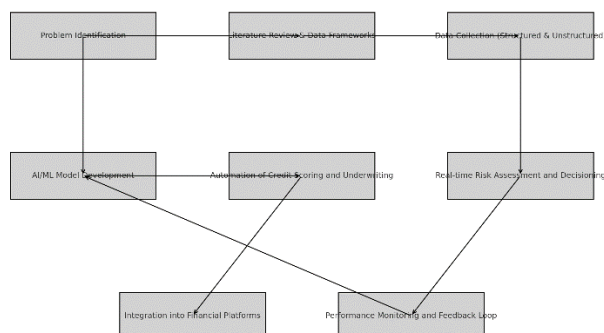 Problem Identification
Literature Review & Data Frameworks
Data Collection (Structured & Unstructured
AI/ML Model Development
Automation of Credit Scoring and Underwriting
Real-time Risk Assessment and Decisioning
Integration into Financial Platforms
Performance Monitoring and Feedback Loop